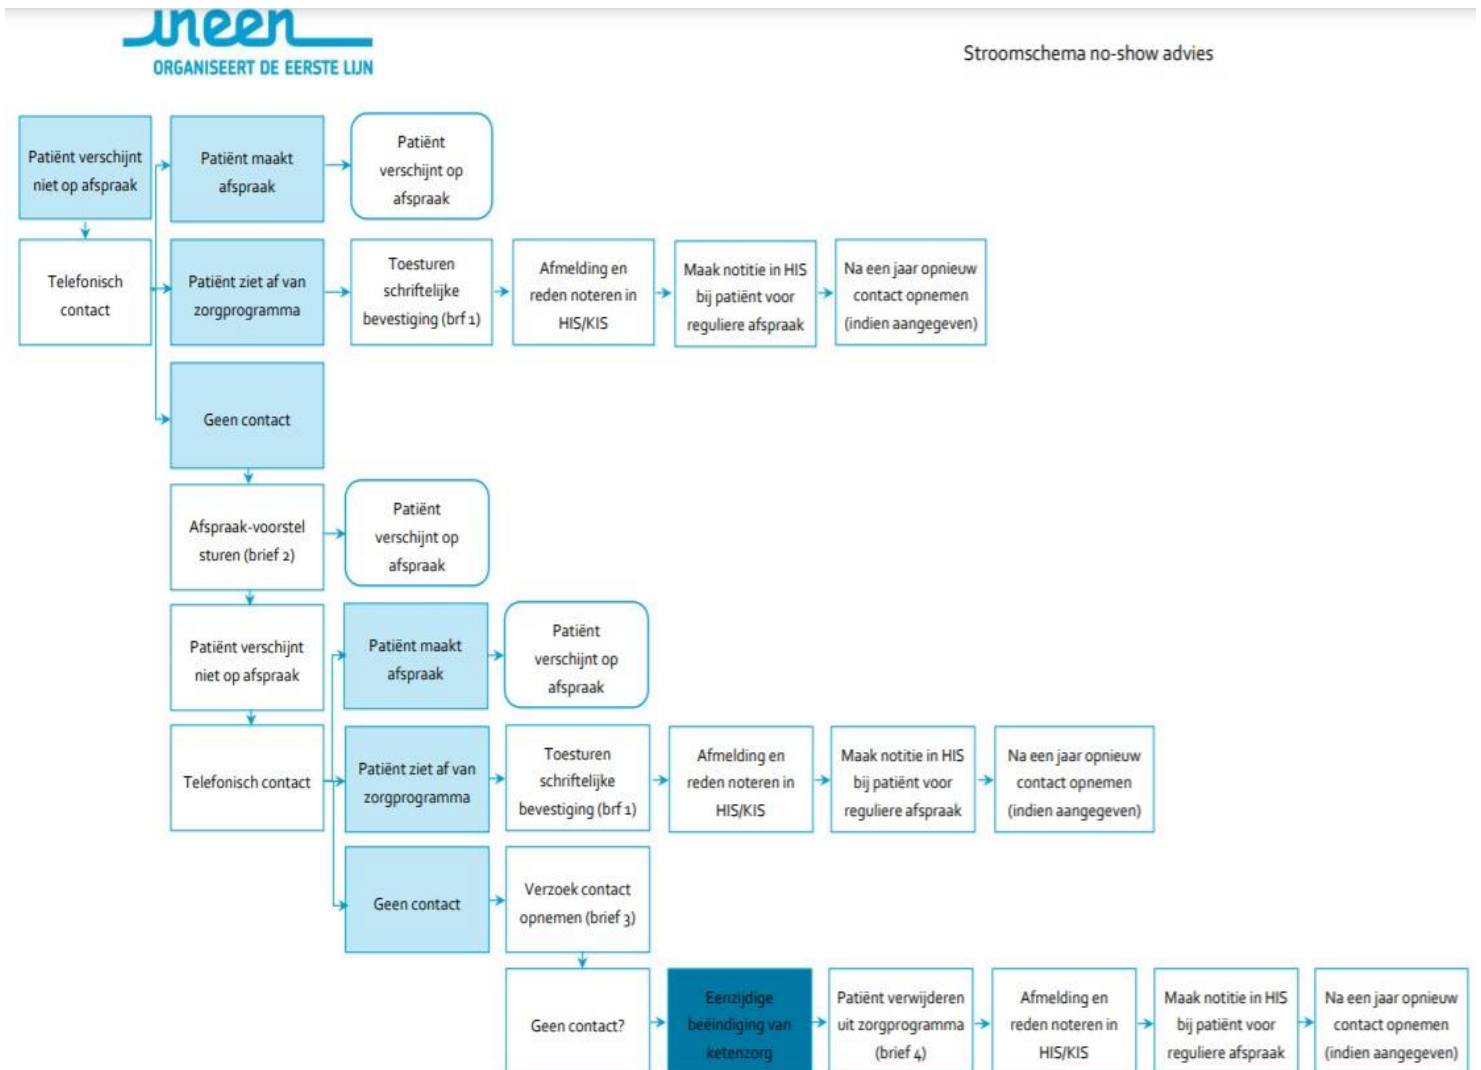 ineen
ORGANISEERT DE EERSTE LIJN
Stroomschema no-show advies
Patiënt verschijnt
niet op afspraak
Patiënt maakt
afspraak
Patiënt
verschijnt op
afspraak
Telefonisch
contact
Patiënt ziet af van
zorgprogramma
Toesturen
schriftelijke
bevestiging (brf 1)
Afmelding en
reden noteren in
HIS/KIS
Maak notitie in HIS
bij patiënt voor
reguliere afspraak
Na een jaar opnieuw
contact opnemen
(indien aangegeven)
Geen contact
Afspraak-voorstel
sturen (brief 2)
Patiënt
verschijnt op
afspraak
Patiënt verschijnt
niet op afspraak
Patiënt maakt
afspraak
Patiënt
verschijnt op
afspraak
Telefonisch contact
Patiënt ziet af van
zorgprogramma
Toesturen
schriftelijke
bevestiging (brf 1)
Afmelding en
reden noteren in
HIS/KIS
Maak notitie in HIS
bij patiënt voor
reguliere afspraak
Na een jaar opnieuw
contact opnemen
(indien aangegeven)
Geen contact
Verzoek contact
opnemen (brief 3)
Geen contact?
Eenzijdige
beëindiging van
ketenzorg
Patiënt verwijderen
uit zorgprogramma
(brief 4)
Afmelding en
reden noteren in
HIS/KIS
Maak notitie in HIS
bij patiënt voor
reguliere afspraak
Na een jaar opnieuw
contact opnemen
(indien aangegeven)